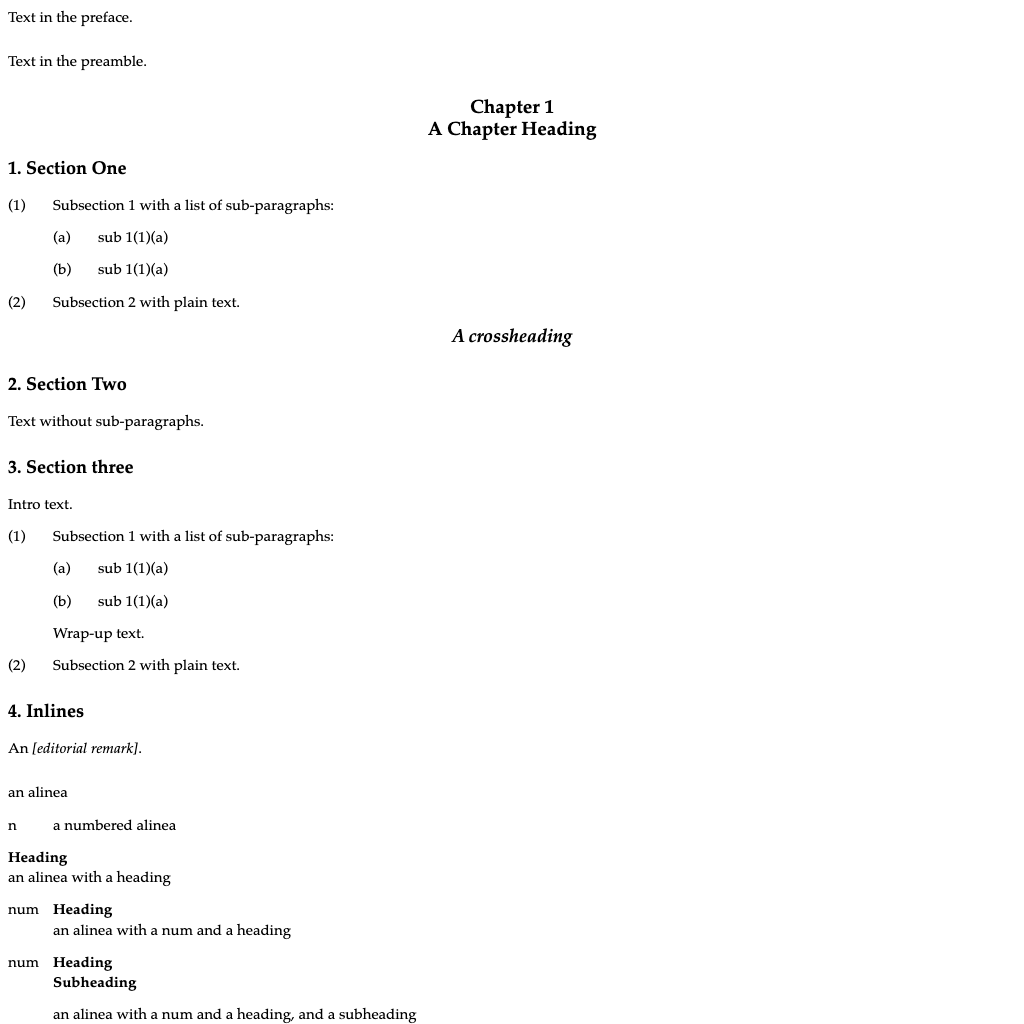 Text in the preface.
Text in the preamble.
Chapter 1
A Chapter Heading
1. Section One
(1) Subsection 1 with a list of sub-paragraphs:
(a) sub 1(1)(a)
(b) sub 1(1)(a)
(2) Subsection 2 with plain text.
A crossheading
2. Section Two
Text without sub-paragraphs.
3. Section three
Intro text.
(1) Subsection 1 with a list of sub-paragraphs:
(a) sub 1(1)(a)
(b) sub 1(1)(a)
Wrap-up text.
(2) Subsection 2 with plain text.
4. Inlines
An [editorial remark].
an alinea
n a numbered alinea
Heading
an alinea with a heading
num Heading
an alinea with a num and a heading
num Heading
Subheading
an alinea with a num and a heading, and a subheading